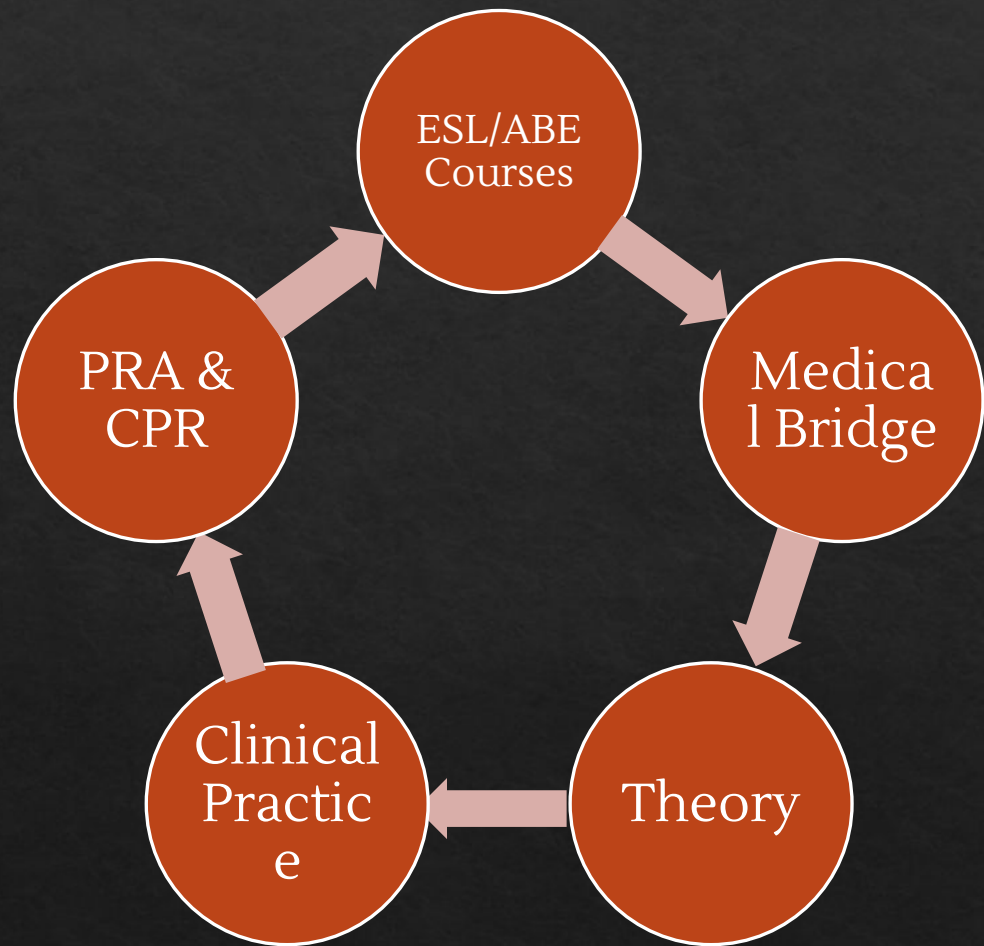 ESL/ABE
Courses
Medica
l Bridge
Theory
Clinical
Practic
e
PRA &
CPR